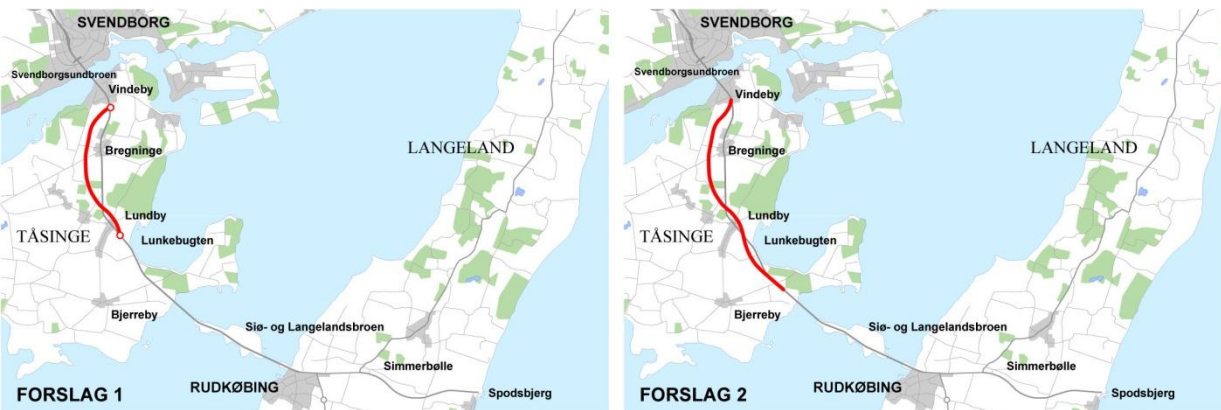 SVENDBORG
Svendborgsundbroen
Vindeby
Bregninge
LANGELAND
Lundby
TÅSINGE
Lunkebugten
Bjerreby
Siø- og Langelandsbroen
Simmerbølle
RUDKØBING
Spodsbjerg
FORSLAG 1
SVENDBORG
Svendborgsundbroen
Vindeby
Bregninge
LANGELAND
Lundby
TÅSINGE
Lunkebugten
Bjerreby
Siø- og Langelandsbroen
Simmerbølle
RUDKØBING
Spodsbjerg
FORSLAG 2